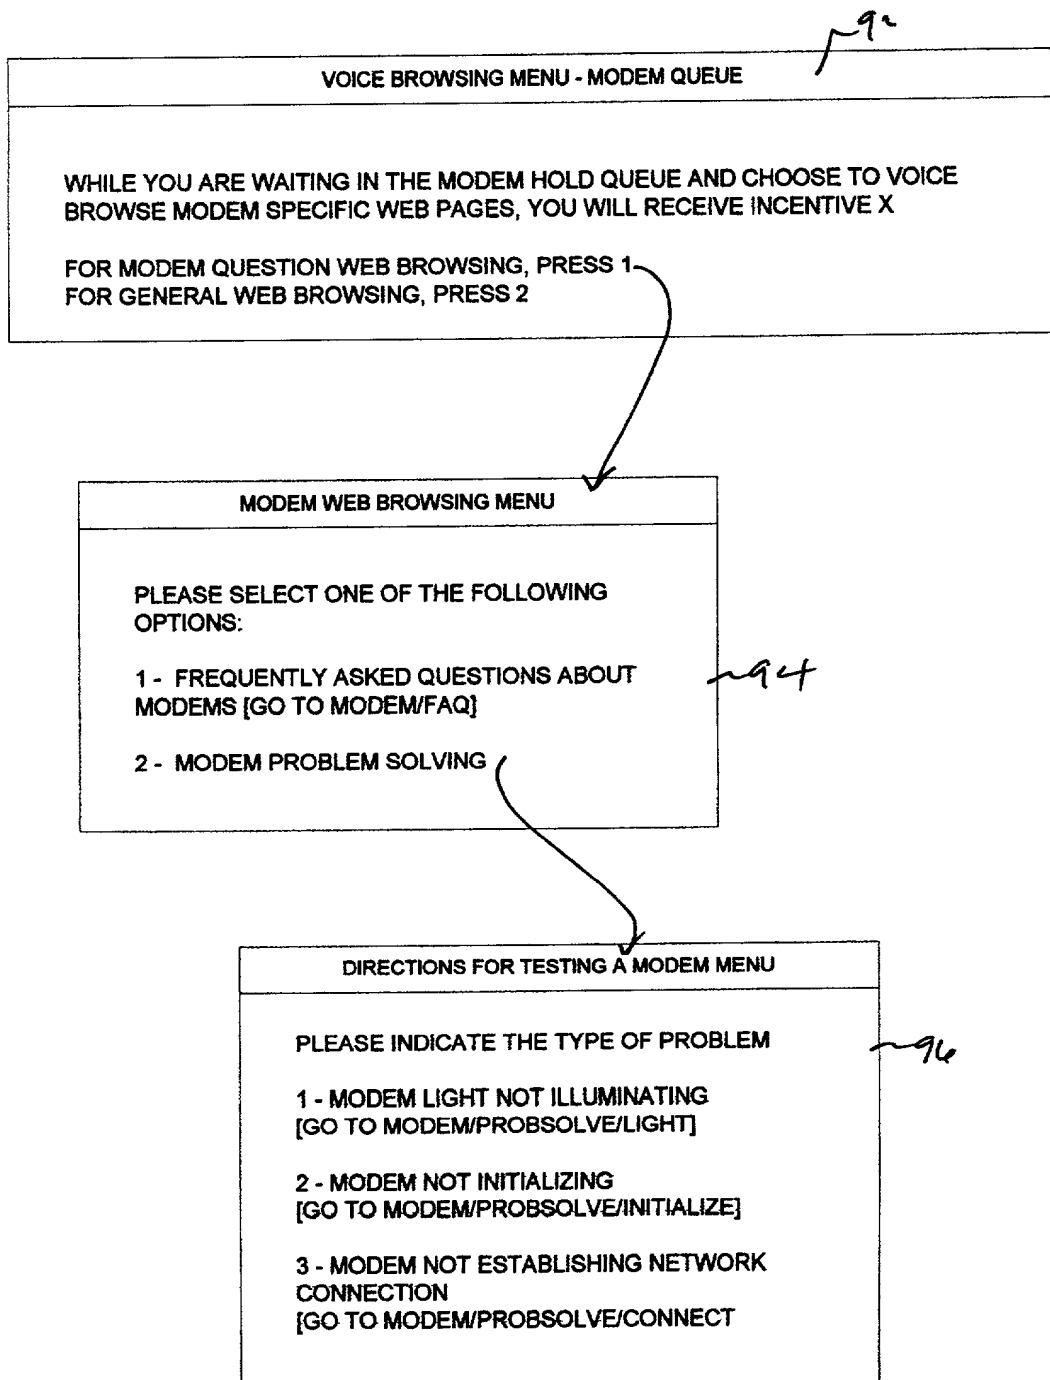 92
VOICE BROWSING MENU - MODEM QUEUE
WHILE YOU ARE WAITING IN THE MODEM HOLD QUEUE AND CHOOSE TO VOICE
BROWSE MODEM SPECIFIC WEB PAGES, YOU WILL RECEIVE INCENTIVE X
FOR MODEM QUESTION WEB BROWSING, PRESS 1
FOR GENERAL WEB BROWSING, PRESS 2
MODEM WEB BROWSING MENU
PLEASE SELECT ONE OF THE FOLLOWING
OPTIONS:
1 - FREQUENTLY ASKED QUESTIONS ABOUT
MODEMS [GO TO MODEM/FAQ]
94
2 - MODEM PROBLEM SOLVING
DIRECTIONS FOR TESTING A MODEM MENU
PLEASE INDICATE THE TYPE OF PROBLEM
96
1 - MODEM LIGHT NOT ILLUMINATING
[GO TO MODEM/PROBSOLVE/LIGHT]
2 - MODEM NOT INITIALIZING
[GO TO MODEM/PROBSOLVE/INITIALIZE]
3 - MODEM NOT ESTABLISHING NETWORK
CONNECTION
[GO TO MODEM/PROBSOLVE/CONNECT